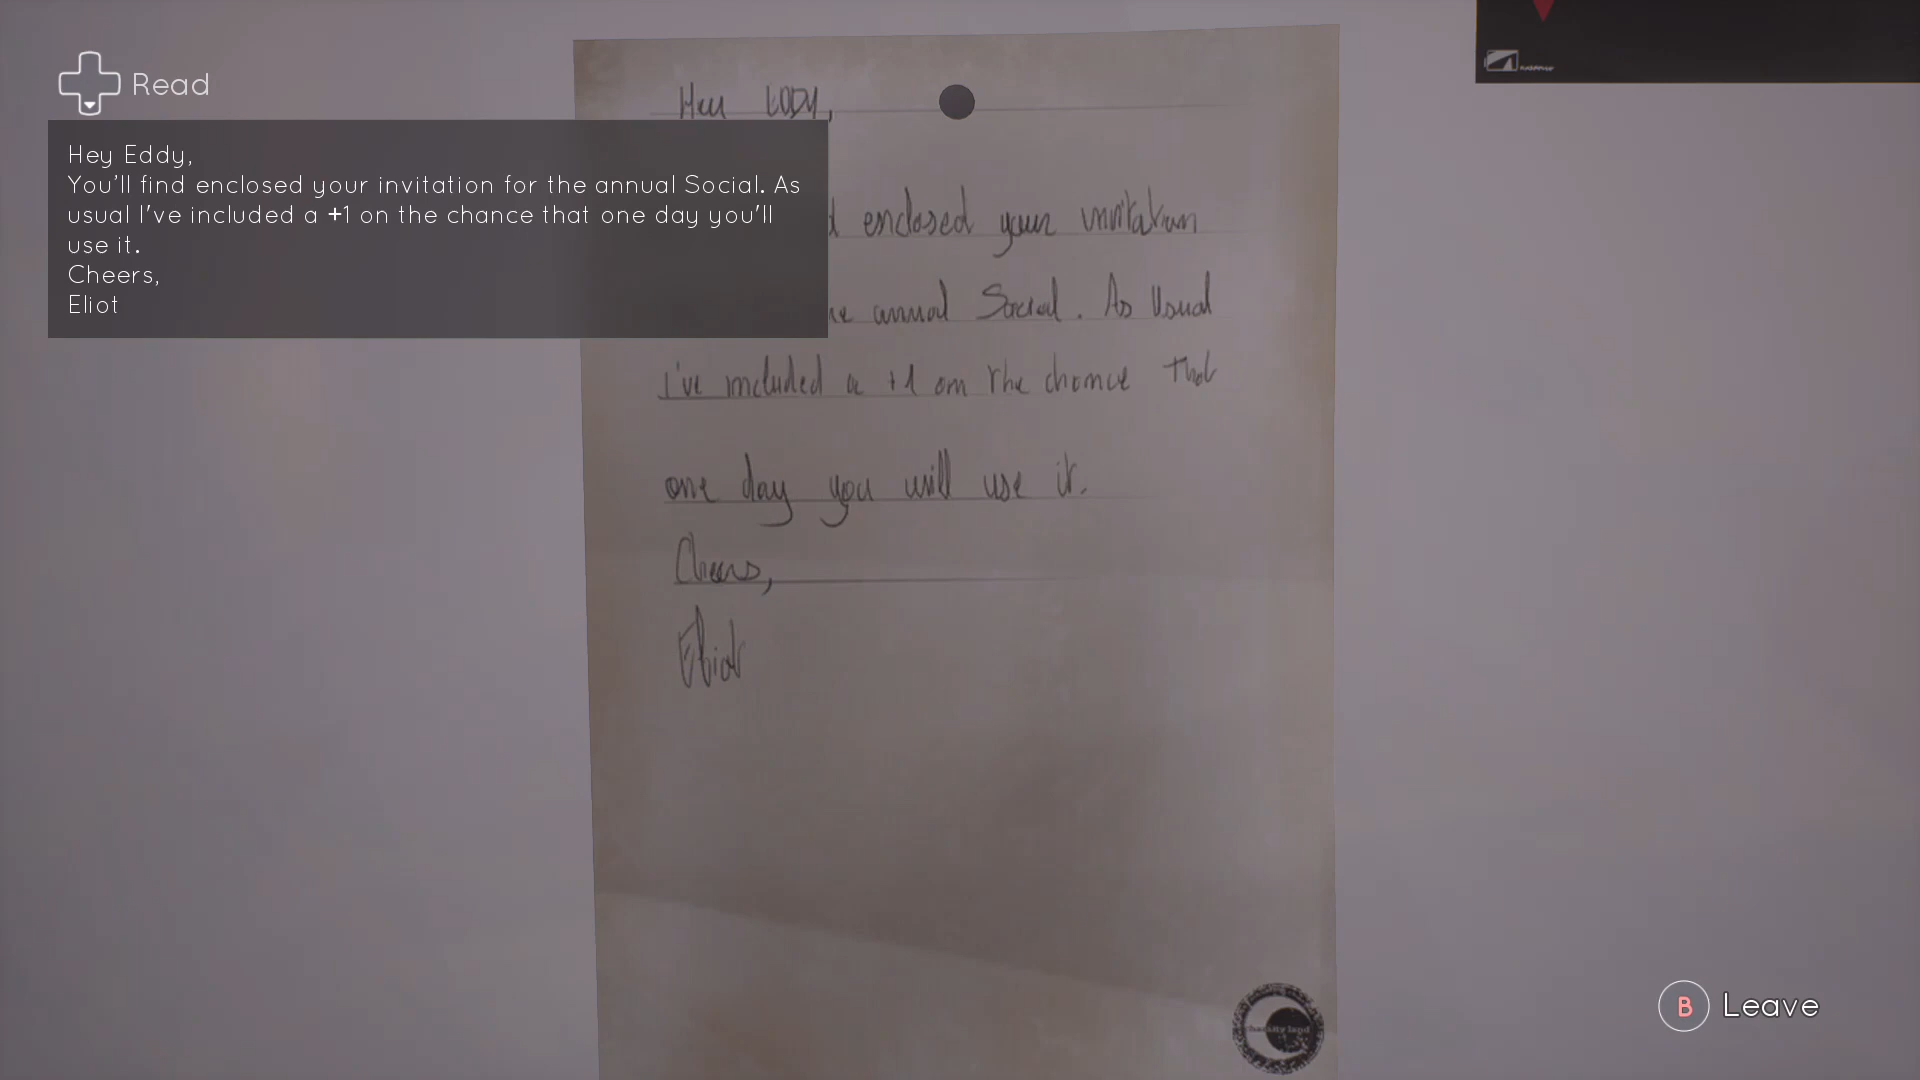 Read
Hey Eddy,
You'll find enclosed your invitation for the annual Social. As
usual I've included a +1 on the chance that one day you'll
use it.
Cheers,
Eliot
Hey EDDY,
enclosed your invitation
annual Social. As Usual
I've included a +1 on the chance that
one day you will use it.
Cheers,
Eliot
B Leave